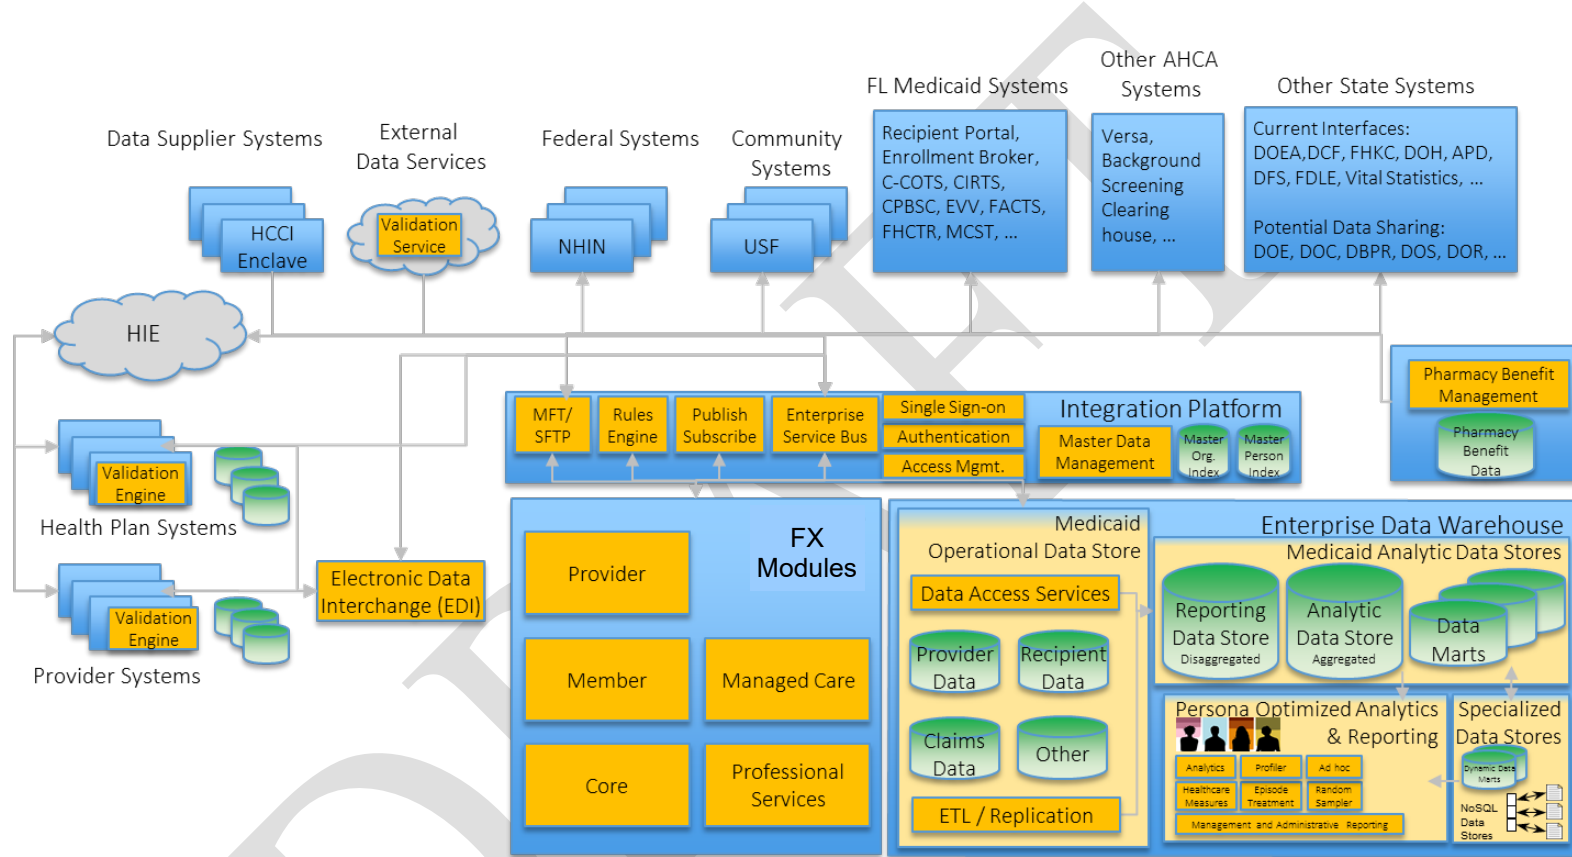 Other AHCA
Systems
FL Medicaid Systems
Other State Systems
Data Supplier Systems
External
Data Services
Federal Systems
Community
Systems
HCCI
Enclave
Validation
Service
NHIN
USF
Recipient Portal,
Enrollment Broker,
C-COTS, CIRTS,
CPBSC, EVV, FACTS,
FHCTR, MCST, ...
Versa,
Background
Screening
Clearing
house, ...
Current Interfaces:
DOEA,DCF, FHKC, DOH, APD,
DFS, FDLE, Vital Statistics, ...
Potential Data Sharing:
DOE, DOC, DBPR, DOS, DOR, ...
HIE
Pharmacy Benefit
Management
Pharmacy
Benefit
Data
MFT/
SFTP
Rules
Engine
Publish
Subscribe
Enterprise
Service Bus
Single Sign-on
Authentication
Access Mgmt.
Integration Platform
Master Data
Management
Master
Org.
Index
Master
Person
Index
Validation
Engine
Health Plan Systems
Validation
Engine
Provider Systems
Electronic Data
Interchange (EDI)
FX
Modules
Provider
Member
Managed Care
Core
Professional
Services
Medicaid
Operational Data Store
Data Access Services
Provider
Data
Recipient
Data
Claims
Data
Other
ETL / Replication
Enterprise Data Warehouse
Medicaid Analytic Data Stores
Reporting
Data Store
Disaggregated
Analytic
Data Store
Aggregated
Data
Marts
Persona Optimized Analytics
& Reporting
Analytics
Profiler
Ad hoc
Healthcare
Measures
Episode
Treatment
Random
Sampler
Management and Administrative Reporting
Specialized
Data Stores
Dynamic Data
Marts
NoSQL
Data
Stores
DRAFT